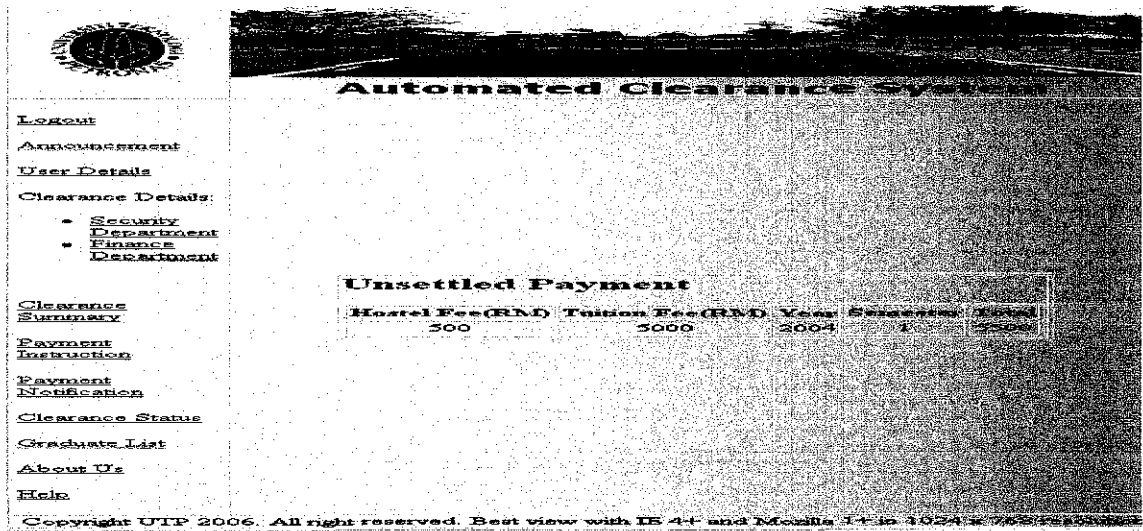 Automated Clearance System
Logout
Announcement
User Details
Clearance Details:
Security
Department
Finance
Department
Clearance
Summary
Payment
Instruction
Payment
Notification
Clearance Status
Graduate List
About Us
Help
Unsettled Payment
Hostel Fee(RM) Tuition Fee(RM) Year Semester Total
500 5000 2004 1 5500
Copyright UTP 2006. All right reserved. Best view with IE 4+ and Mozilla 1+ in 1024 x 768